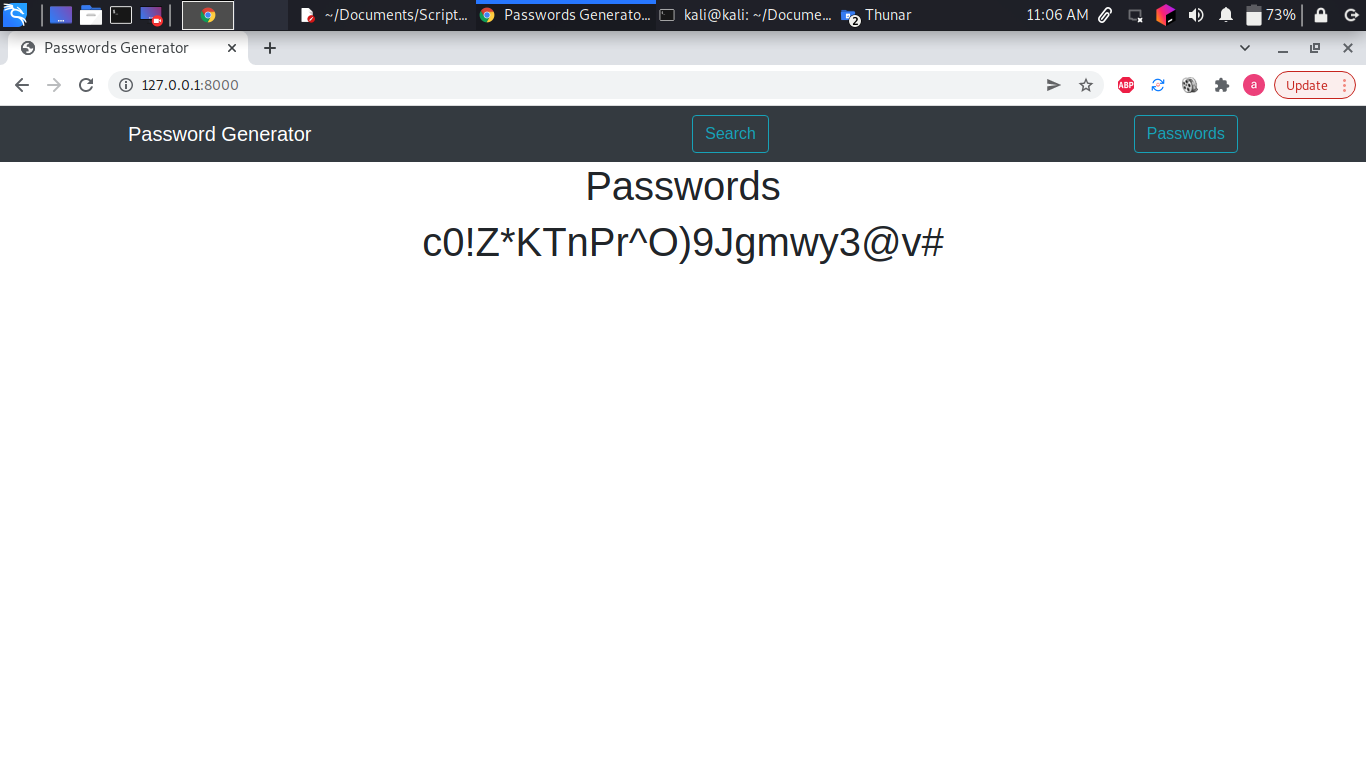 ~/Documents/Script... Passwords Generato... kali@kali: ~/Docume... 2 Thunar 11:06 AM 73%
Passwords Generator
127.0.0.1:8000 ABP a Update
Password Generator Search Passwords
Passwords
c0!Z*KTnPr^O)9Jgmwy3@v#